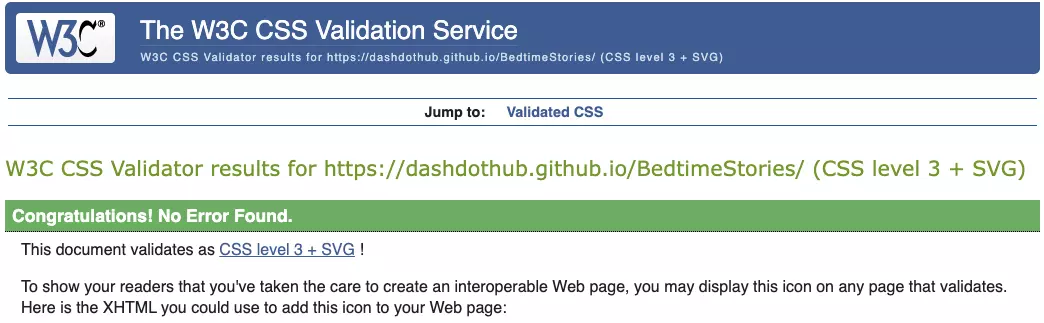 W3C®
The W3C CSS Validation Service
W3C CSS Validator results for https://dashdothub.github.io/BedtimeStories/ (CSS level 3 + SVG)
Jump to: Validated CSS
W3C CSS Validator results for https://dashdothub.github.io/BedtimeStories/ (CSS level 3 + SVG)
Congratulations! No Error Found.
This document validates as CSS level 3 + SVG !
To show your readers that you've taken the care to create an interoperable Web page, you may display this icon on any page that validates.
Here is the XHTML you could use to add this icon to your Web page: